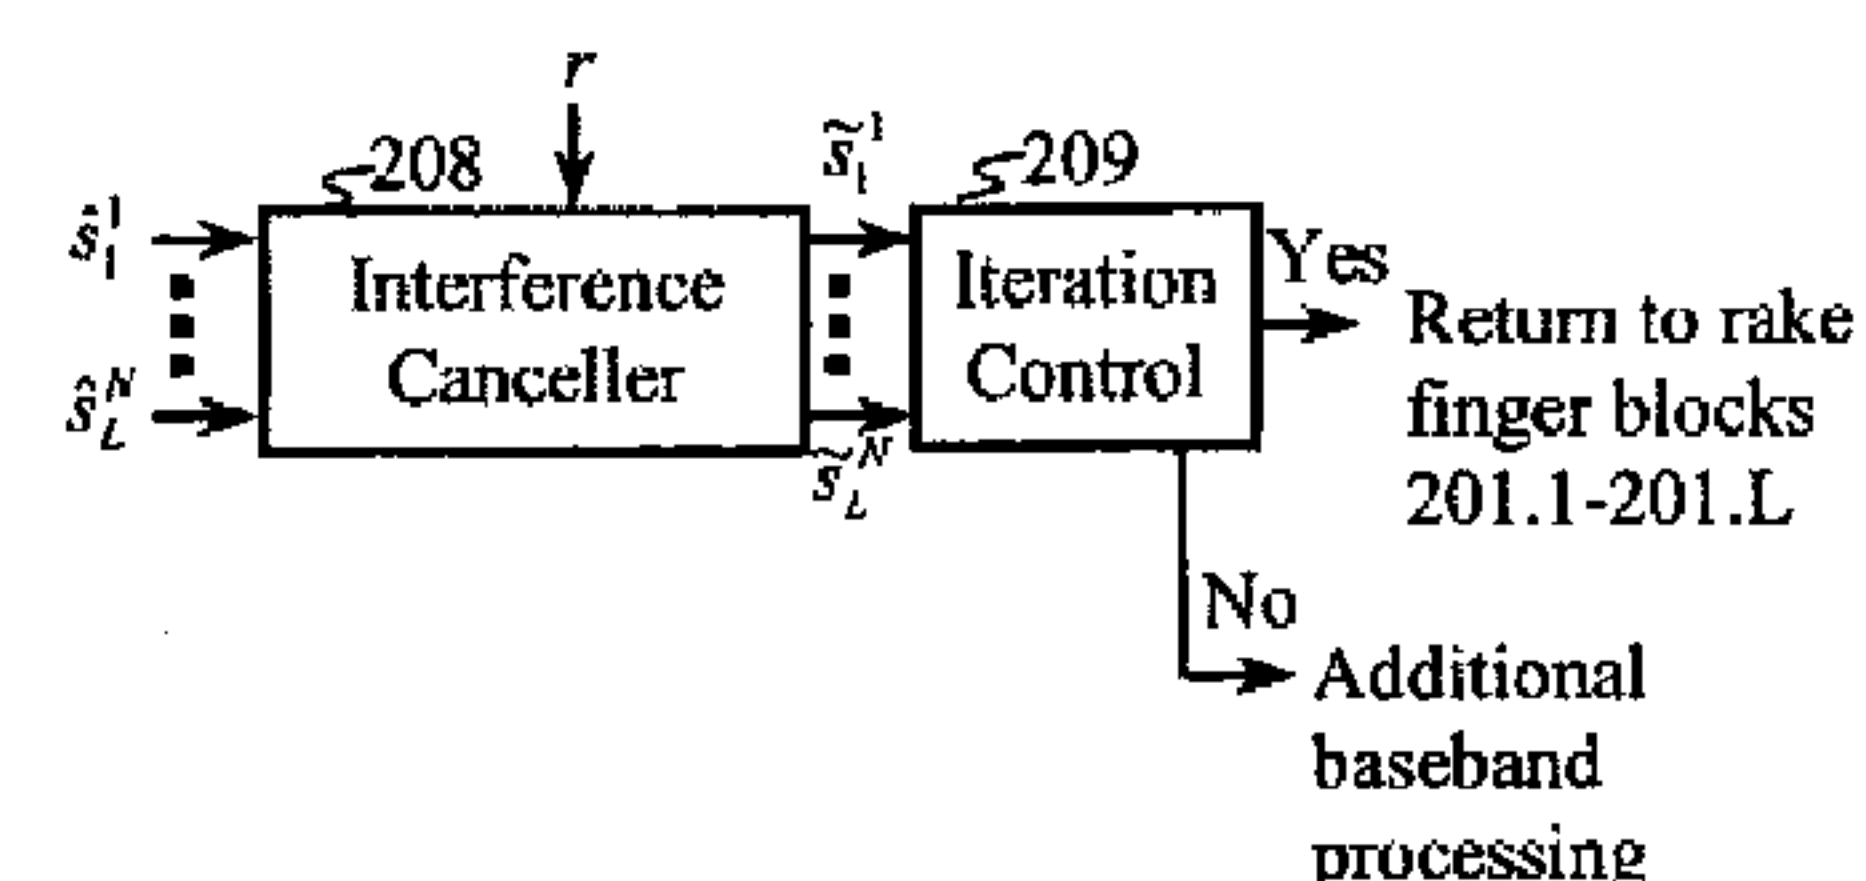 r
208
s̃₁¹
209
ŝ₁¹
Interference
Canceller
Iteration
Control
Yes
Return to rake
finger blocks
201.1-201.L
ŝ_L^N
s̃_L^N
No
Additional
baseband
processing